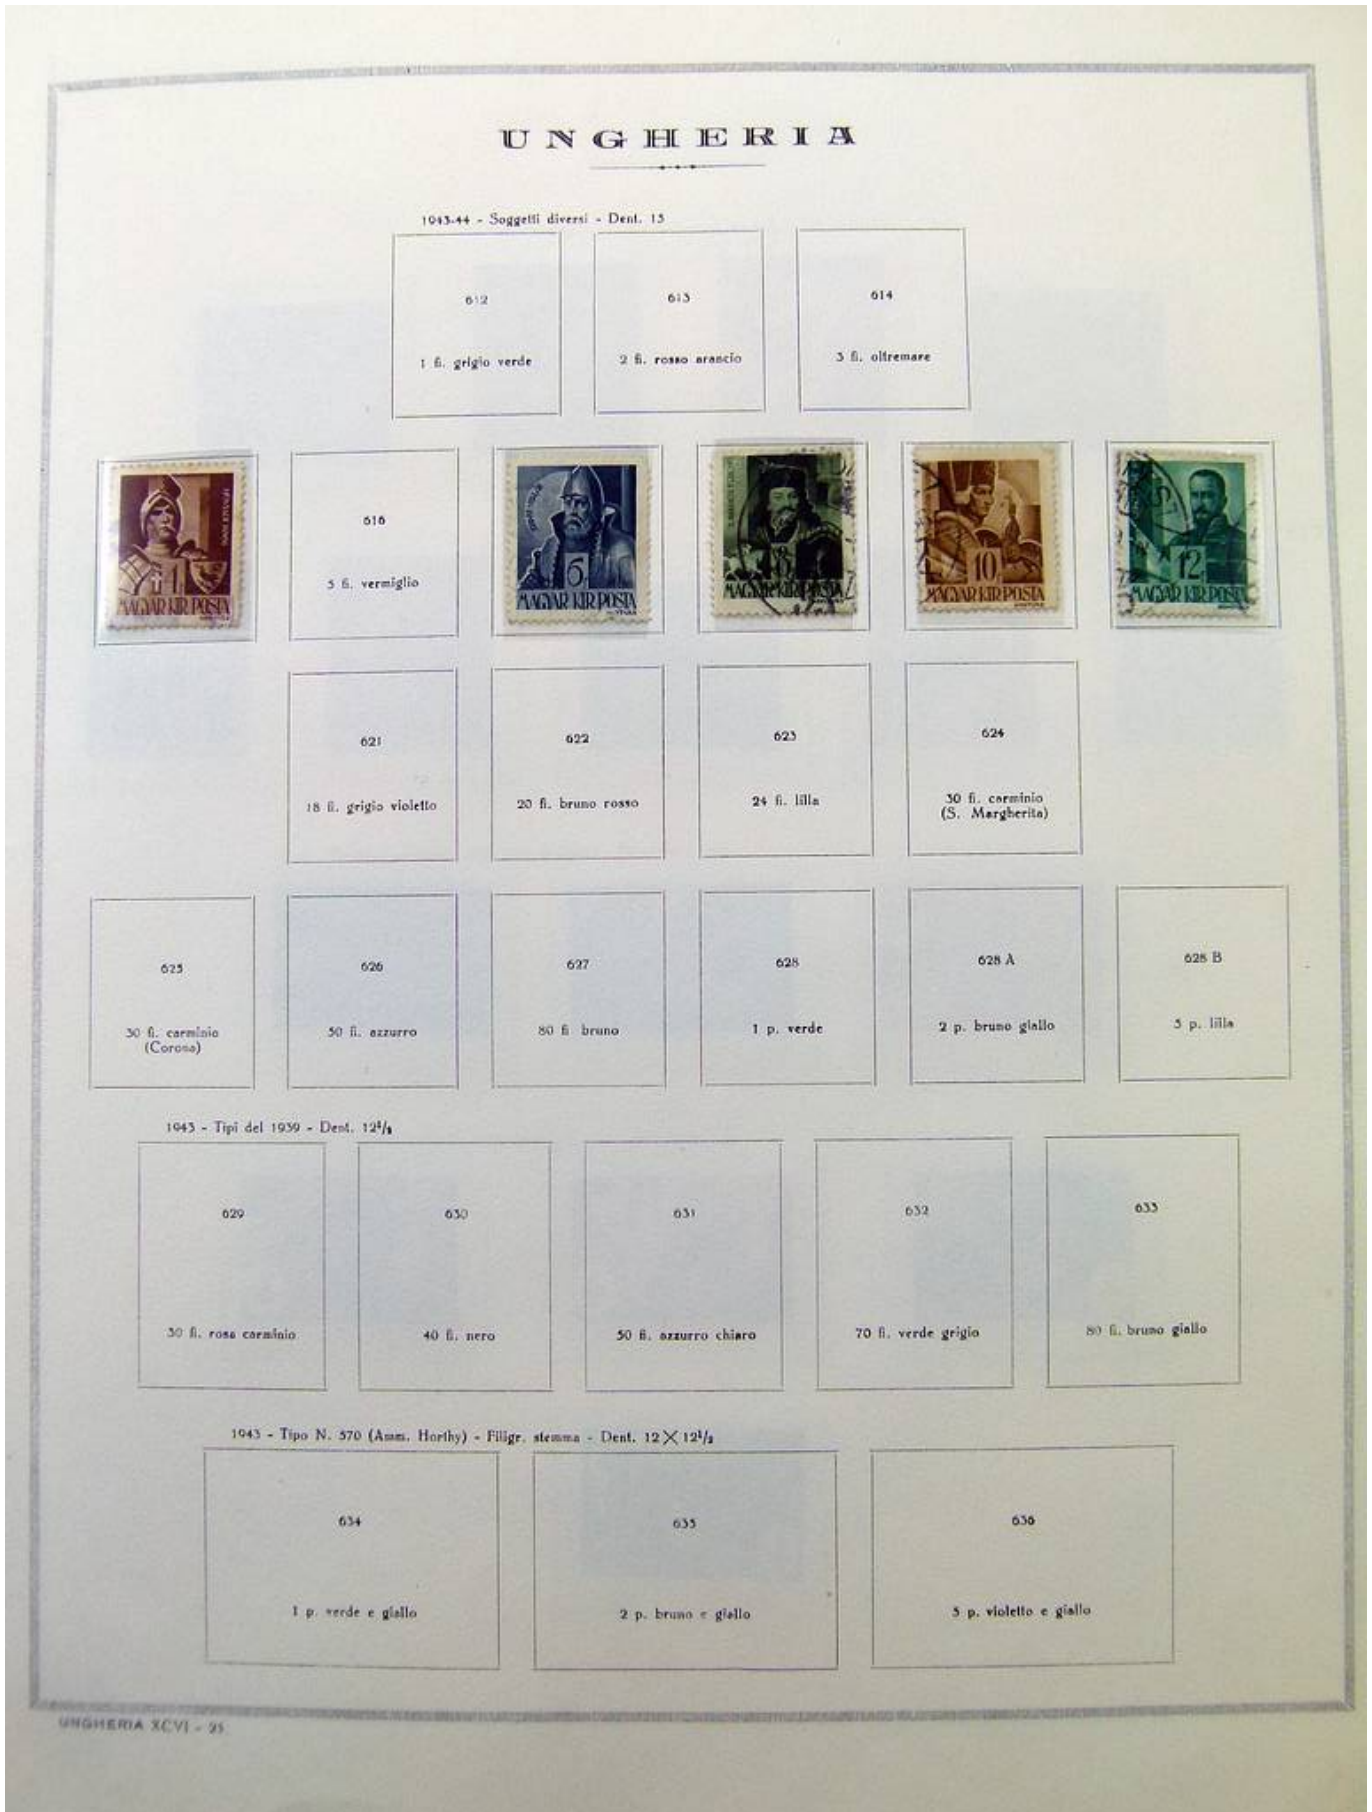 UNGHERIA
1943-44 - Soggetti diversi - Dent. 15
612
1 fi. grigio verde
613
2 fi. rosso arancio
614
3 fi. oltremare
MAGYAR KIR POSTA
616
5 fi. vermiglio
6
MAGYAR KIR POSTA
8
MAGYAR KIR POSTA
10
MAGYAR KIR POSTA
12
MAGYAR KIR POSTA
621
18 fi. grigio violetto
622
20 fi. bruno rosso
623
24 fi. lilla
624
30 fi. carminio
(S. Margherita)
625
30 fi. carminio
(Corona)
626
50 fi. azzurro
627
80 fi bruno
628
1 p. verde
628 A
2 p. bruno giallo
628 B
5 p. lilla
1943 - Tipi del 1939 - Dent. 12½
629
30 fi. rosa carminio
630
40 fi. nero
631
50 fi. azzurro chiaro
632
70 fi. verde grigio
633
80 fi. bruno giallo
1943 - Tipo N. 570 (Amm. Horthy) - Filigr. stemma - Dent. 12 X 12½
634
1 p. verde e giallo
635
2 p. bruno e giallo
636
5 p. violetto e giallo
UNGHERIA XCVI - 25